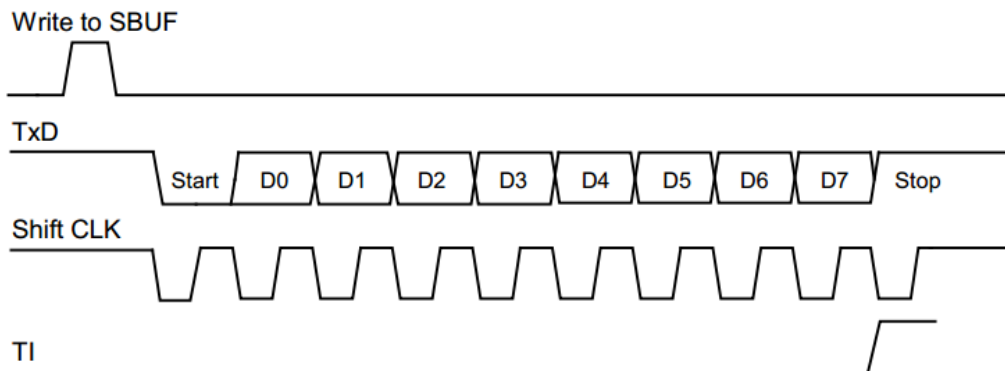 Write to SBUF
TxD
Start D0 D1 D2 D3 D4 D5 D6 D7 Stop
Shift CLK
TI